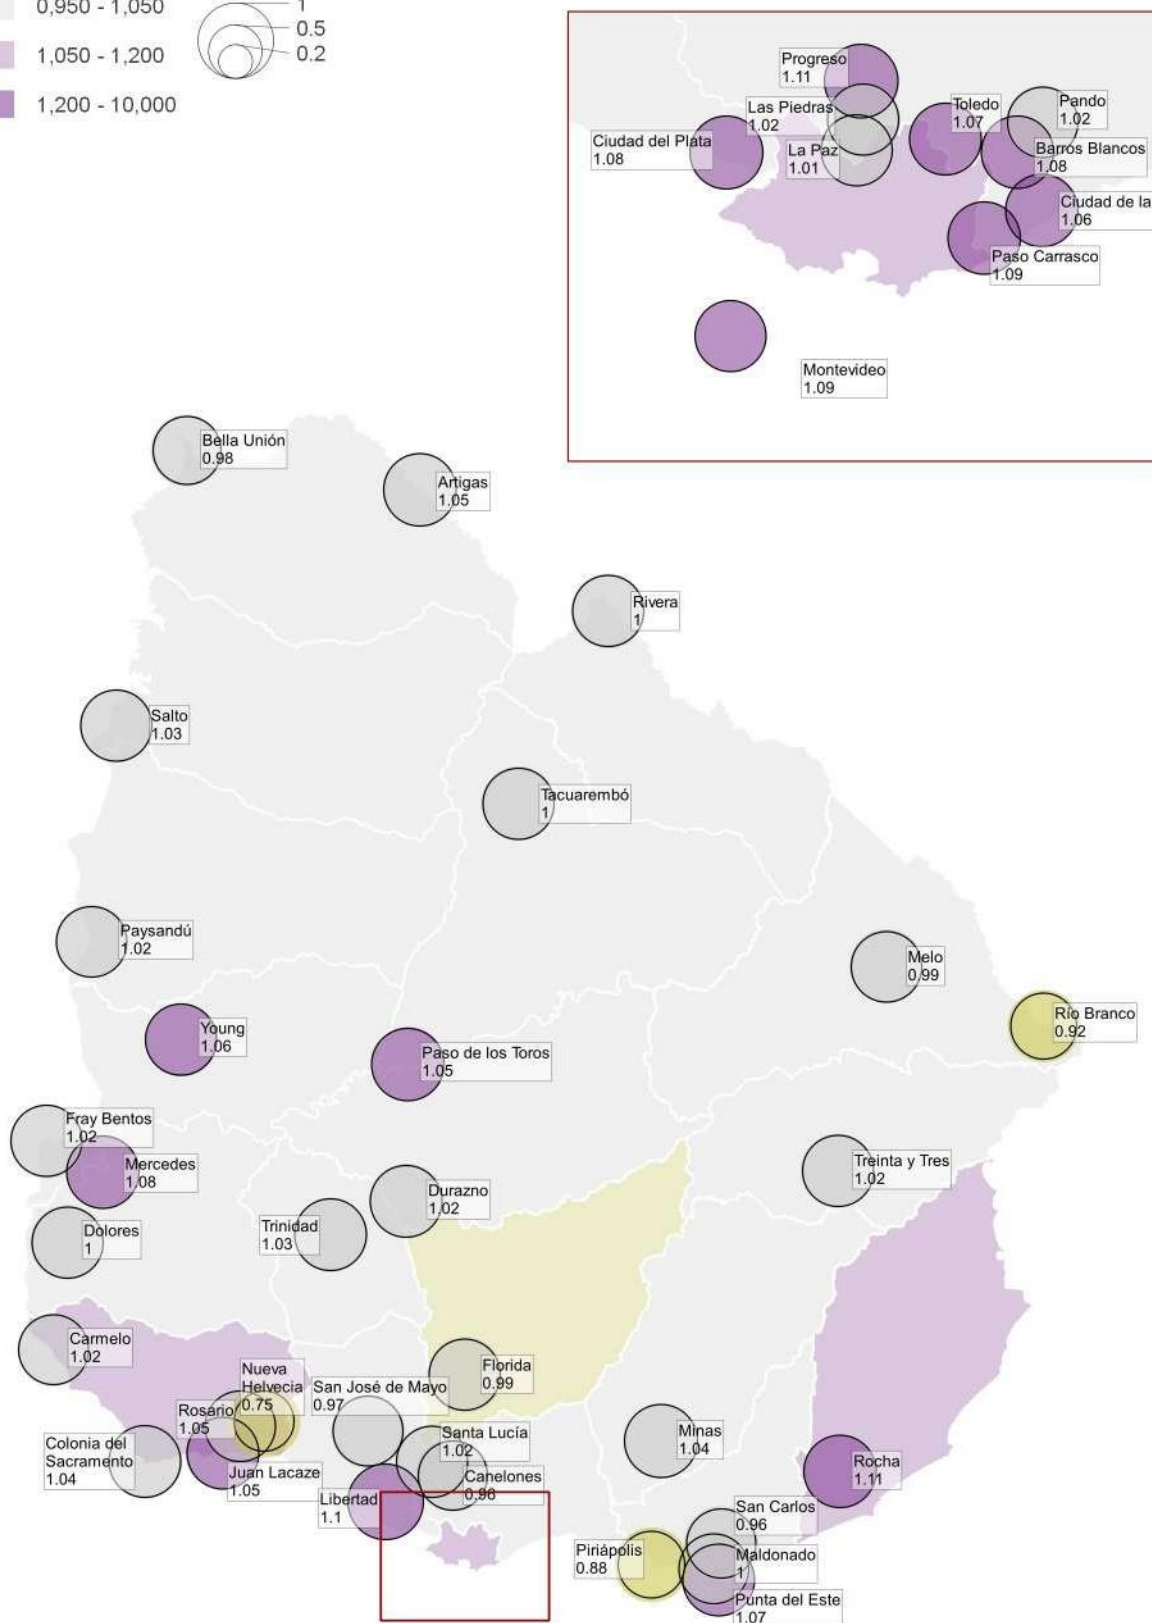 0,950 - 1,050
1,050 - 1,200
1,200 - 10,000
1
0.5
0.2
Progreso
1.11
Las Piedras
1.02
Ciudad del Plata
1.08
La Paz
1.01
Toledo
1.07
Pando
1.02
Barros Blancos
1.08
Ciudad de la
1.06
Paso Carrasco
1.09
Montevideo
1.09
Bella Unión
0.98
Artigas
1.05
Rivera
1
Salto
1.03
Tacuarembó
1
Paysandú
1.02
Melo
0.99
Río Branco
0.92
Young
1.06
Paso de los Toros
1.05
Fray Bentos
1.02
Mercedes
1.08
Treinta y Tres
1.02
Durazno
1.02
Trinidad
1.03
Dolores
1
Carmelo
1.02
Florida
0.99
Nueva
Helvecia
0.75
San José de Mayo
0.97
Rosario
1.05
Minas
1.04
Santa Lucía
1.02
Colonia del
Sacramento
1.04
Juan Lacaze
1.05
Canelones
0.98
Rocha
1.11
Libertad
1.1
San Carlos
0.96
Piriápolis
0.88
Maldonado
1
Punta del Este
1.07